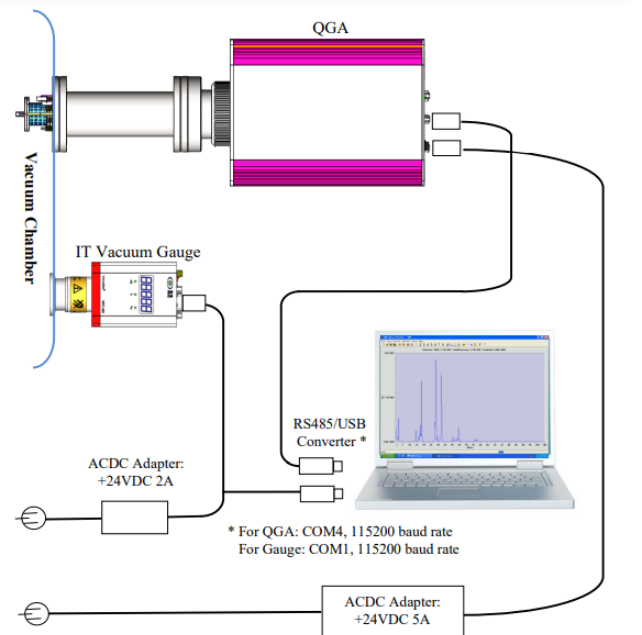 QGA
Vacuum Chamber
IT Vacuum Gauge
RS485/USB
Converter *
ACDC Adapter:
+24VDC 2A
* For QGA: COM4, 115200 baud rate
For Gauge: COM1, 115200 baud rate
ACDC Adapter:
+24VDC 5A